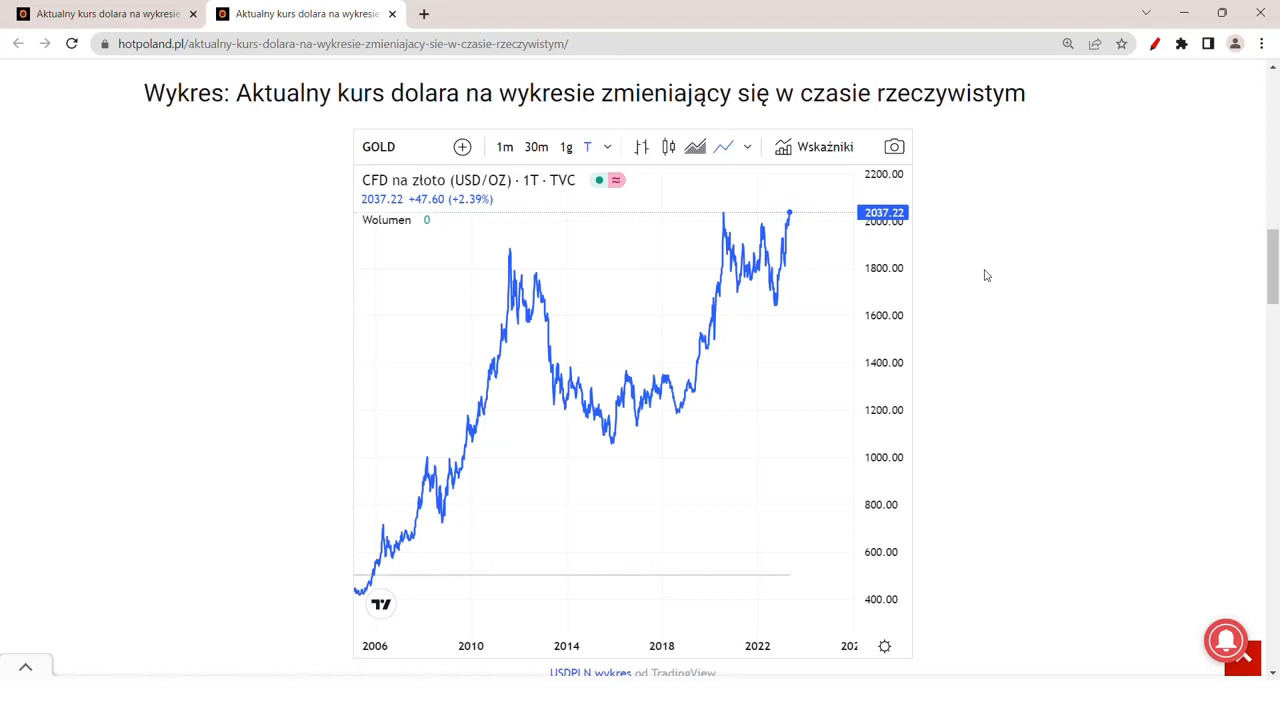 Aktualny kurs dolara na wykresie
Aktualny kurs dolara na wykresie
hotpoland.pl/aktualny-kurs-dolara-na-wykresie-zmieniajacy-sie-w-czasie-rzeczywistym/
Wykres: Aktualny kurs dolara na wykresie zmieniający się w czasie rzeczywistym
GOLD 1m 30m 1g T Wskaźniki
CFD na złoto (USD/OZ) · 1T · TVC
2037.22 +47.60 (+2.39%)
Wolumen 0
2200.00
2037.22
2000.00
1800.00
1600.00
1400.00
1200.00
1000.00
800.00
600.00
400.00
2006 2010 2014 2018 2022
USDPLN wykres od TradingView